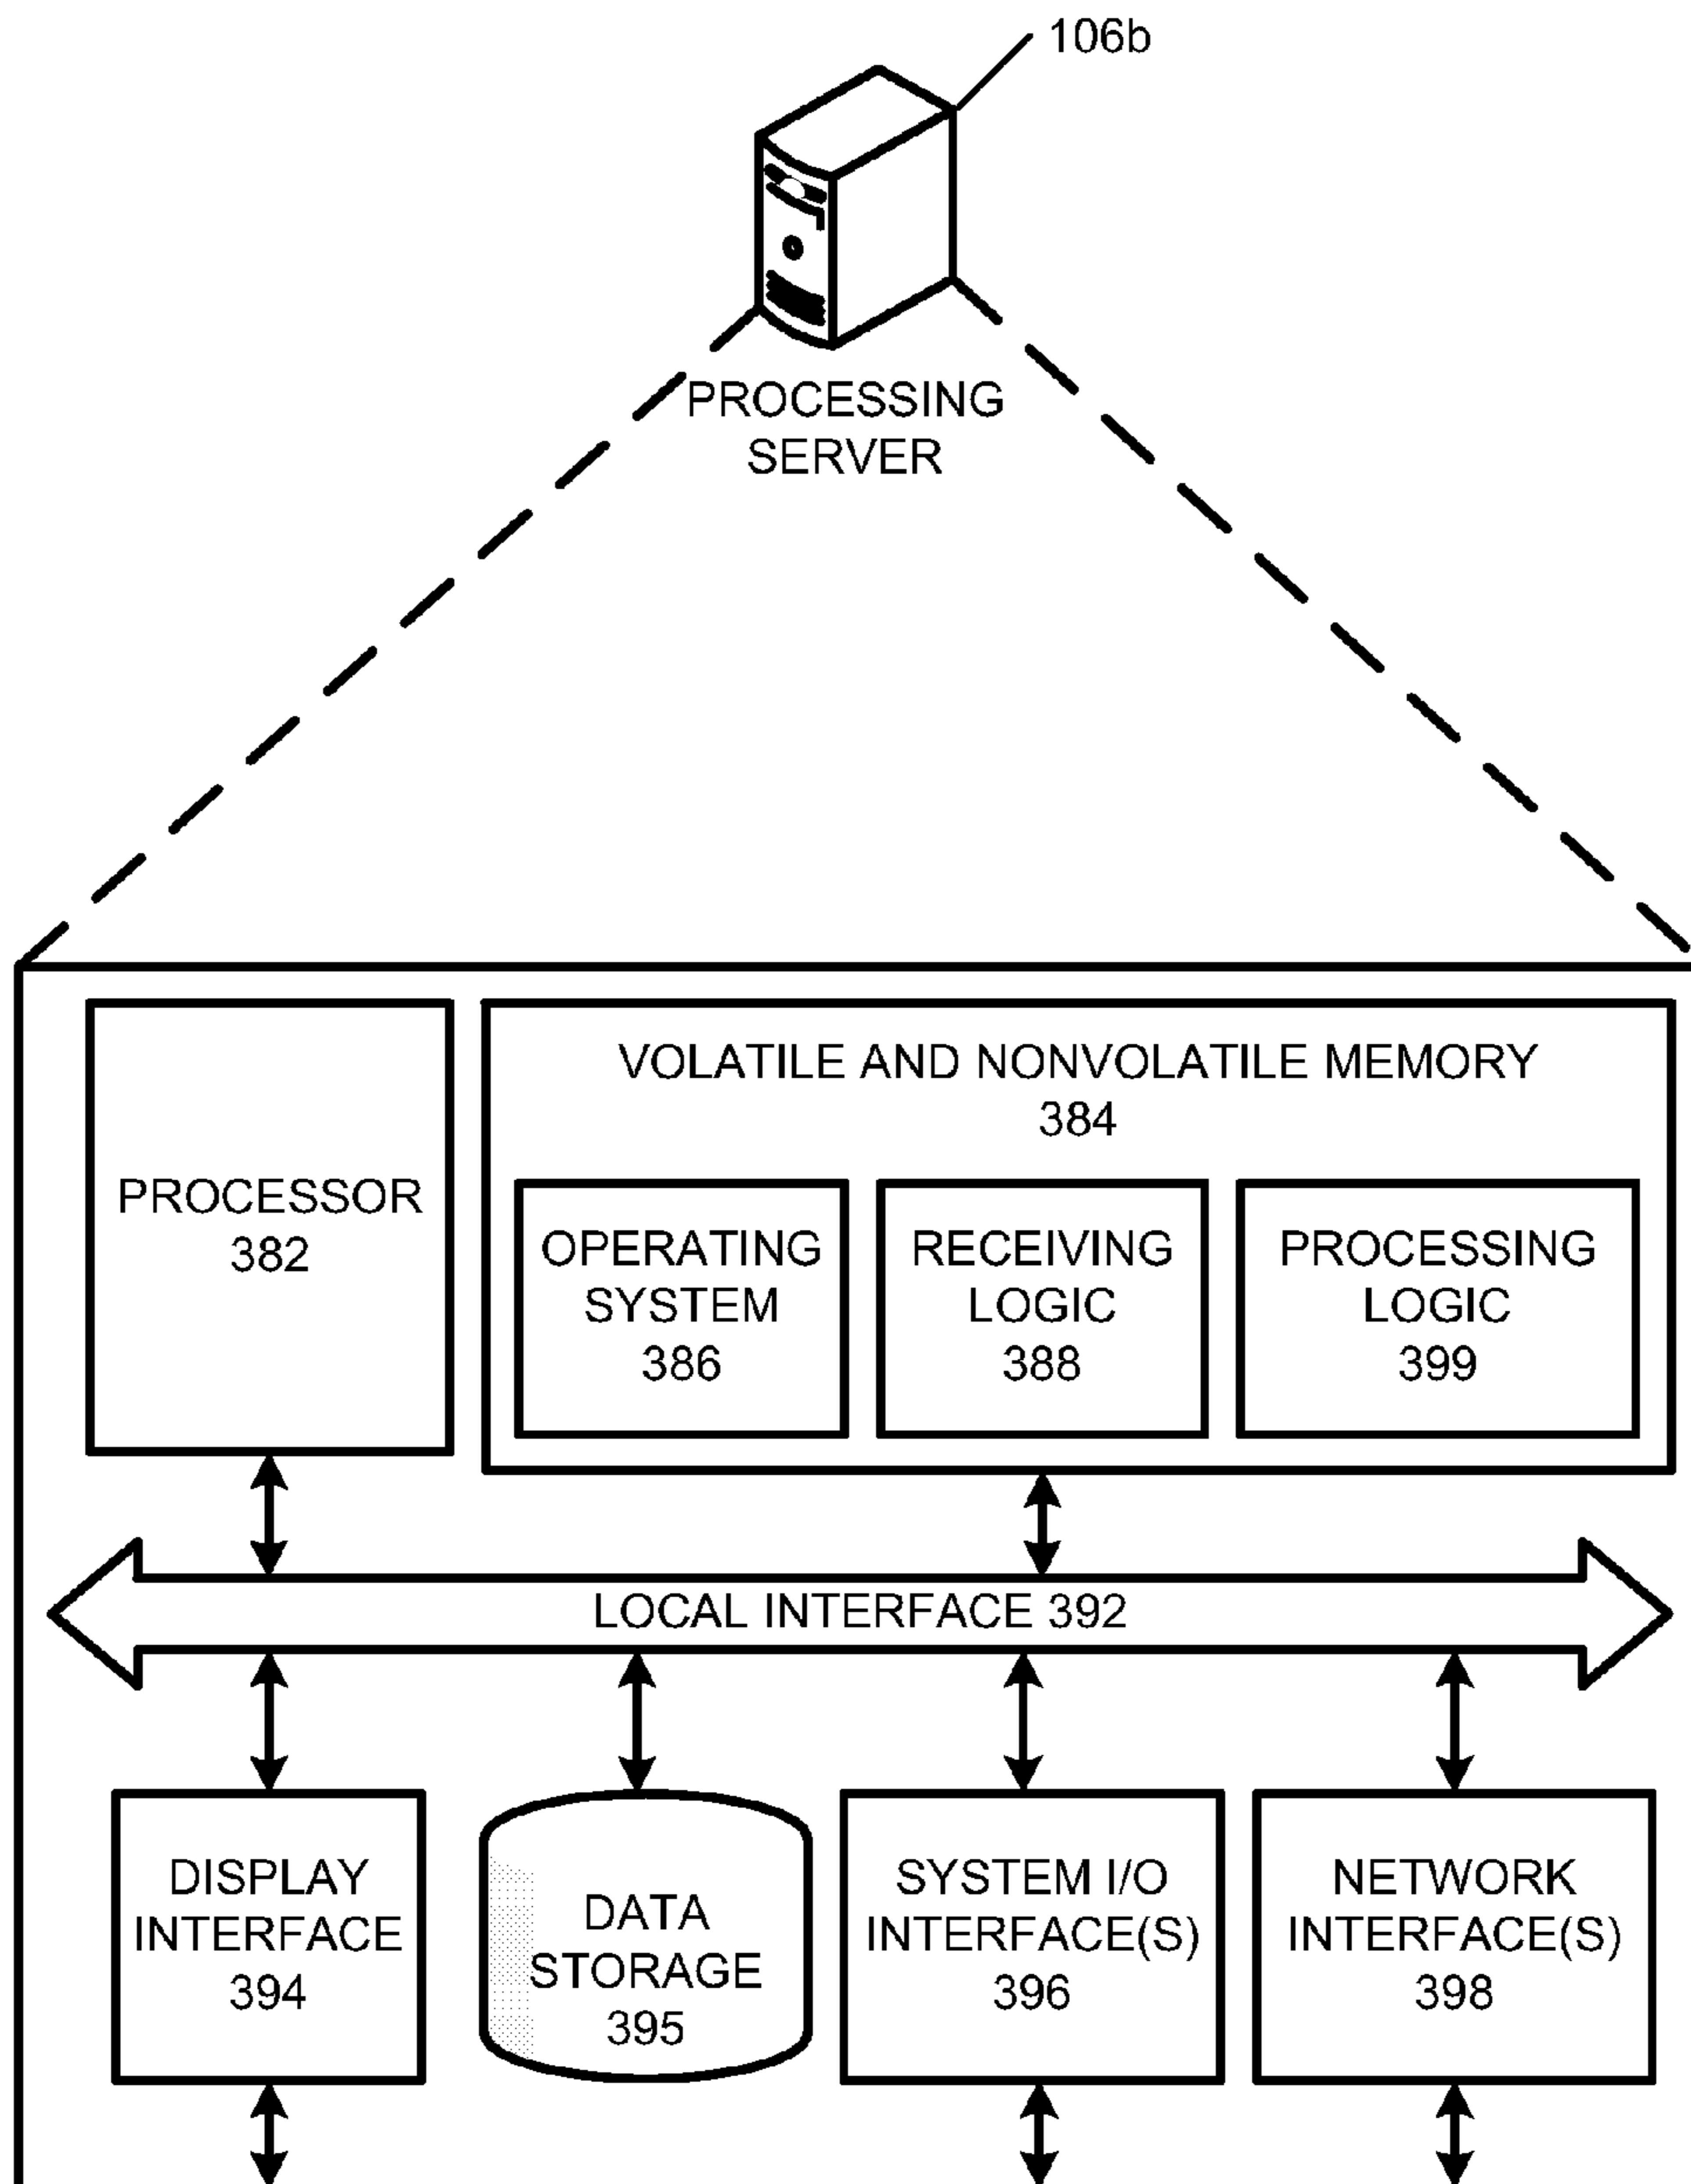 106b
PROCESSING
SERVER
VOLATILE AND NONVOLATILE MEMORY
384
PROCESSOR
382
OPERATING
SYSTEM
386
RECEIVING
LOGIC
388
PROCESSING
LOGIC
399
LOCAL INTERFACE 392
DISPLAY
INTERFACE
394
DATA
STORAGE
395
SYSTEM I/O
INTERFACE(S)
396
NETWORK
INTERFACE(S)
398